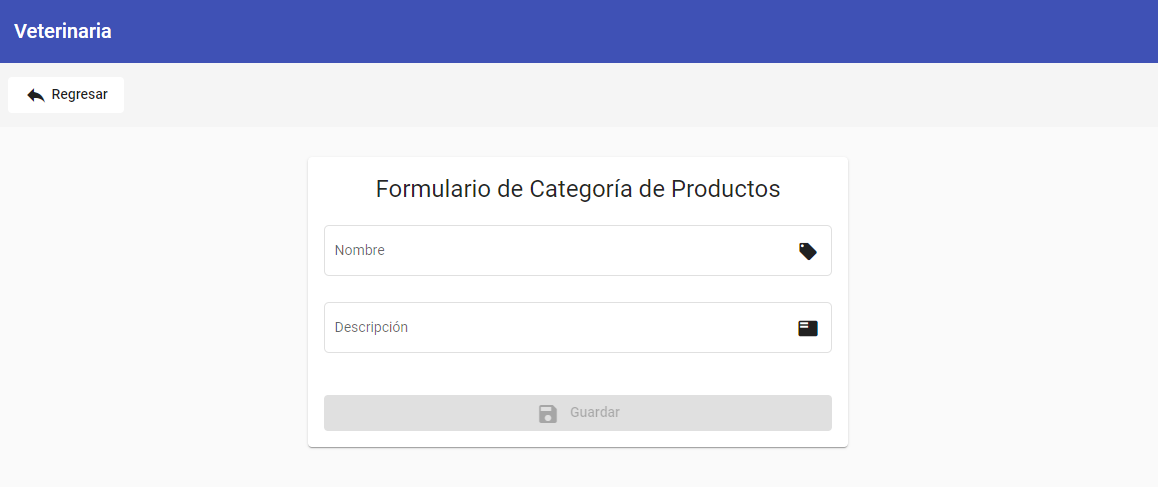 Veterinaria
Regresar
Formulario de Categoría de Productos
Nombre
Descripción
Guardar